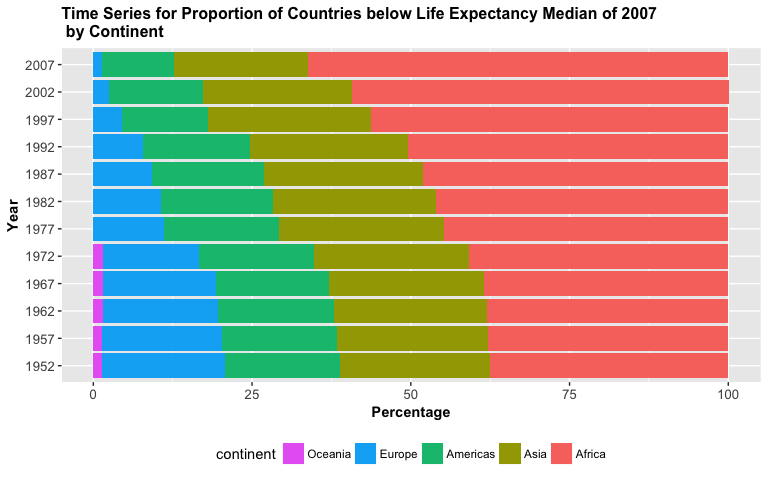 Time Series for Proportion of Countries below Life Expectancy Median of 2007
by Continent
2007
2002
1997
1992
1987
1982
1977
1972
1967
1962
1957
1952
Year
0 25 50 75 100
Percentage
continent Oceania Europe Americas Asia Africa